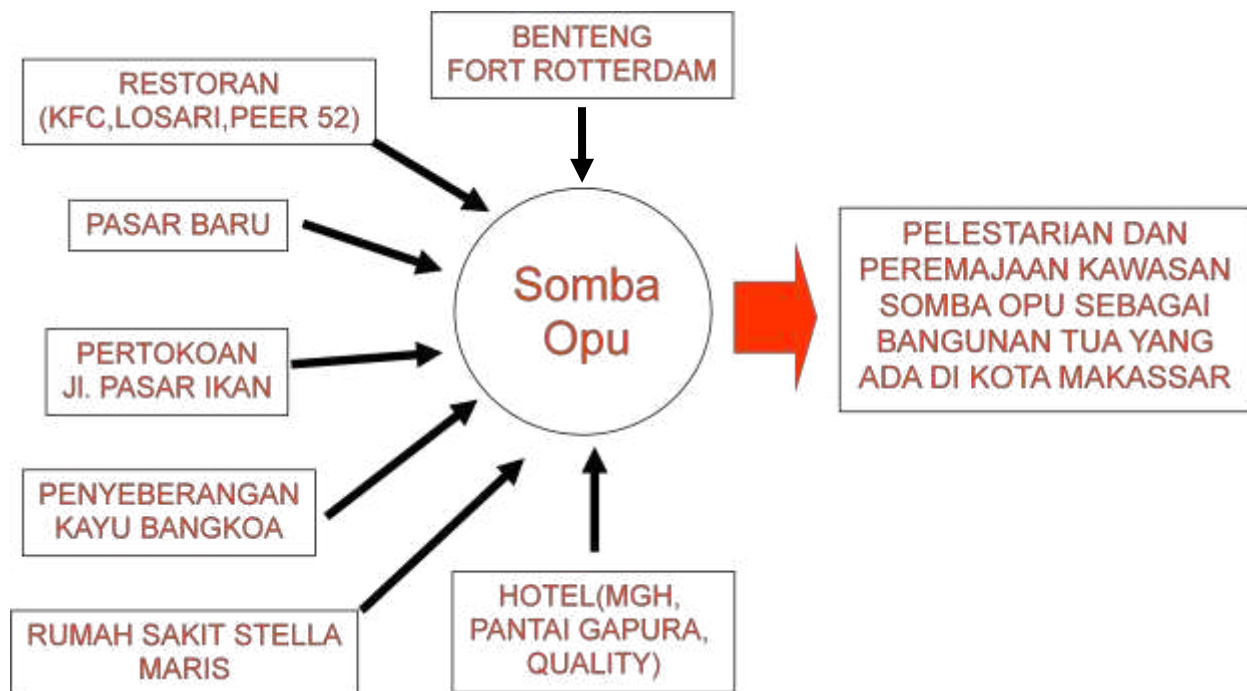 BENTENG
FORT ROTTERDAM
RESTORAN
(KFC,LOSARI,PEER 52)
PASAR BARU
PERTOKOAN
Jl. PASAR IKAN
PENYEBERANGAN
KAYU BANGKOA
RUMAH SAKIT STELLA
MARIS
HOTEL(MGH,
PANTAI GAPURA,
QUALITY)
Somba
Opu
PELESTARIAN DAN
PEREMAJAAN KAWASAN
SOMBA OPU SEBAGAI
BANGUNAN TUA YANG
ADA DI KOTA MAKASSAR